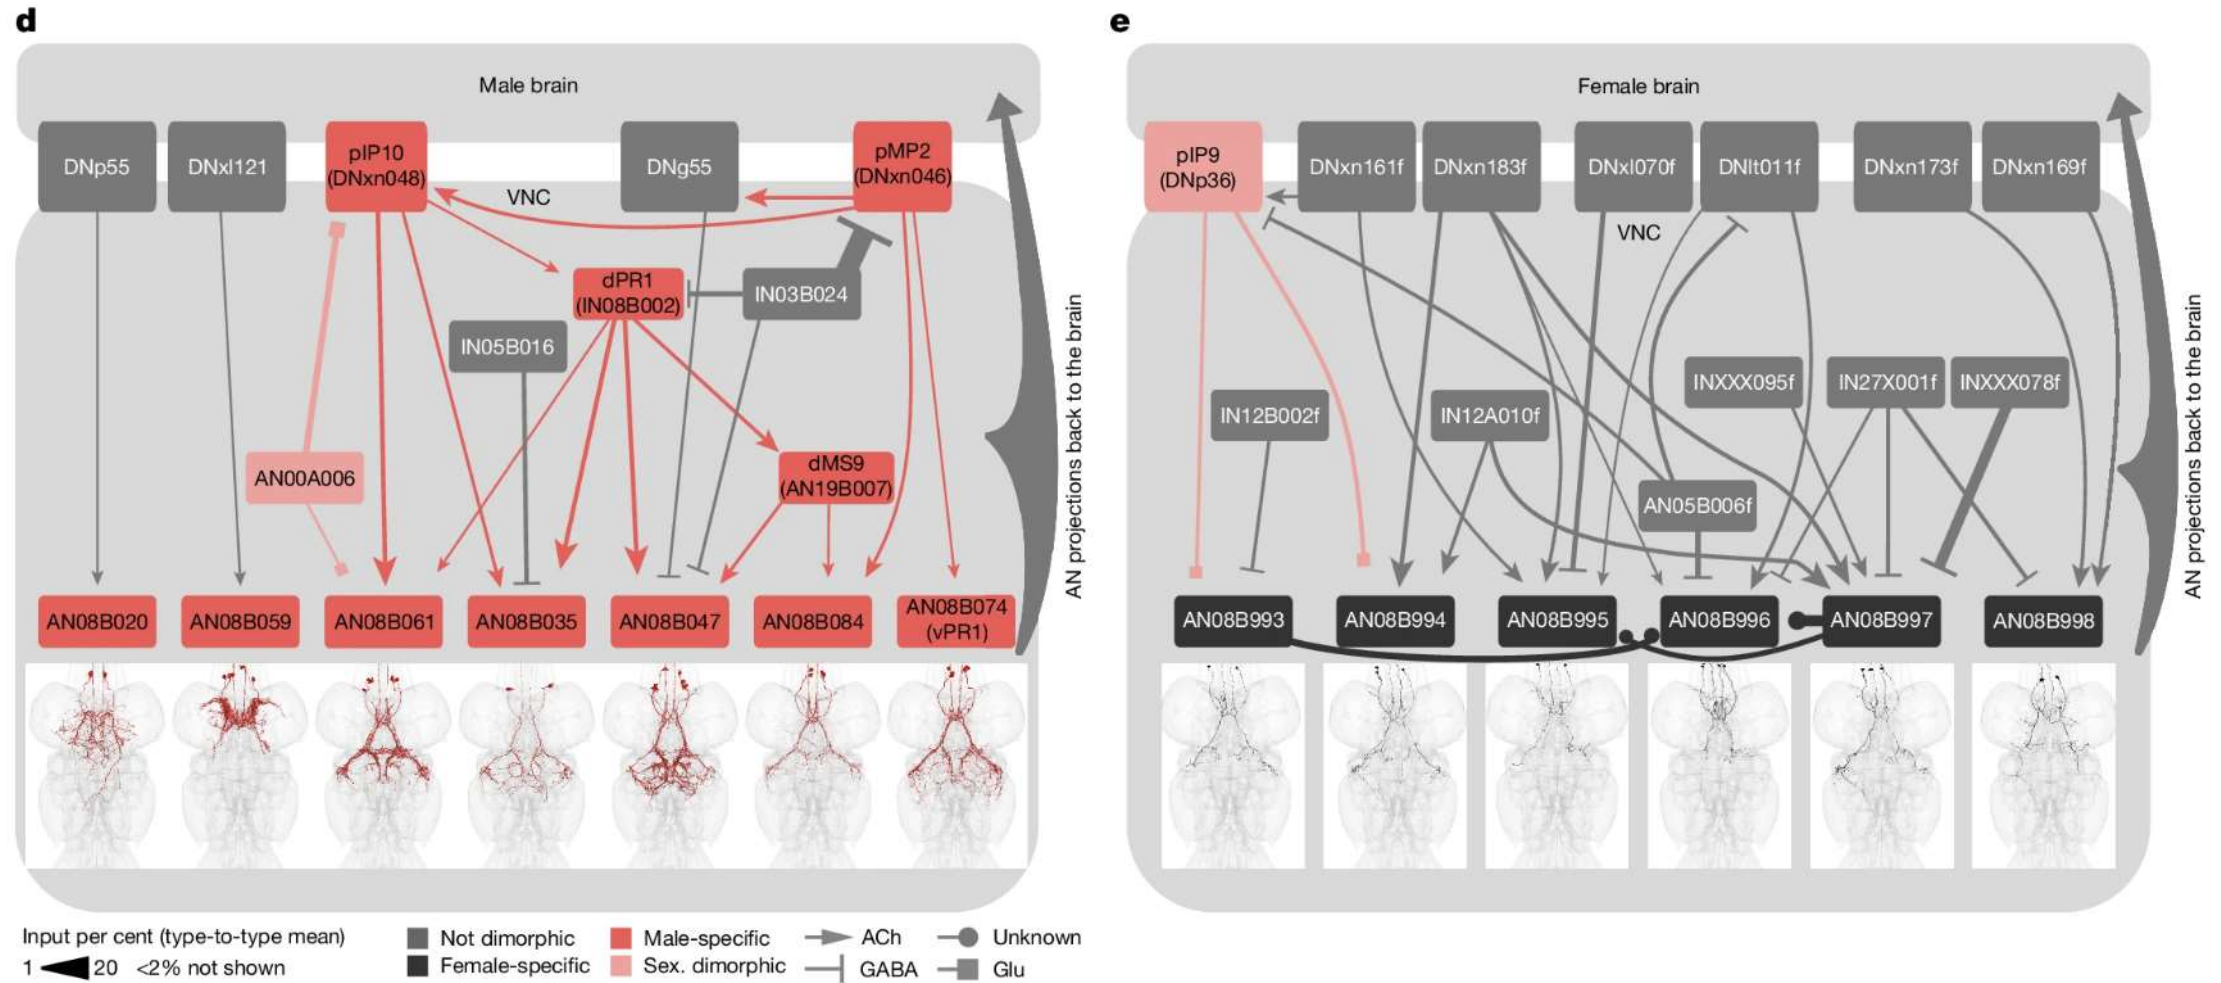 d
Male brain
DNp55
DNxl121
pIP10
(DNxn048)
DNg55
pMP2
(DNxn046)
VNC
dPR1
(IN08B002)
IN03B024
IN05B016
AN00A006
dMS9
(AN19B007)
AN08B020
AN08B059
AN08B061
AN08B035
AN08B047
AN08B084
AN08B074
(vPR1)
AN projections back to the brain
e
Female brain
pIP9
(DNp36)
DNxn161f
DNxn183f
DNxl070f
DNlt011f
DNxn173f
DNxn169f
VNC
INXXX095f
IN27X001f
INXXX078f
IN12B002f
IN12A010f
AN05B006f
AN08B993
AN08B994
AN08B995
AN08B996
AN08B997
AN08B998
AN projections back to the brain
Input per cent (type-to-type mean)
1 20 <2% not shown
Not dimorphic
Male-specific
ACh
Unknown
Female-specific
Sex. dimorphic
GABA
Glu